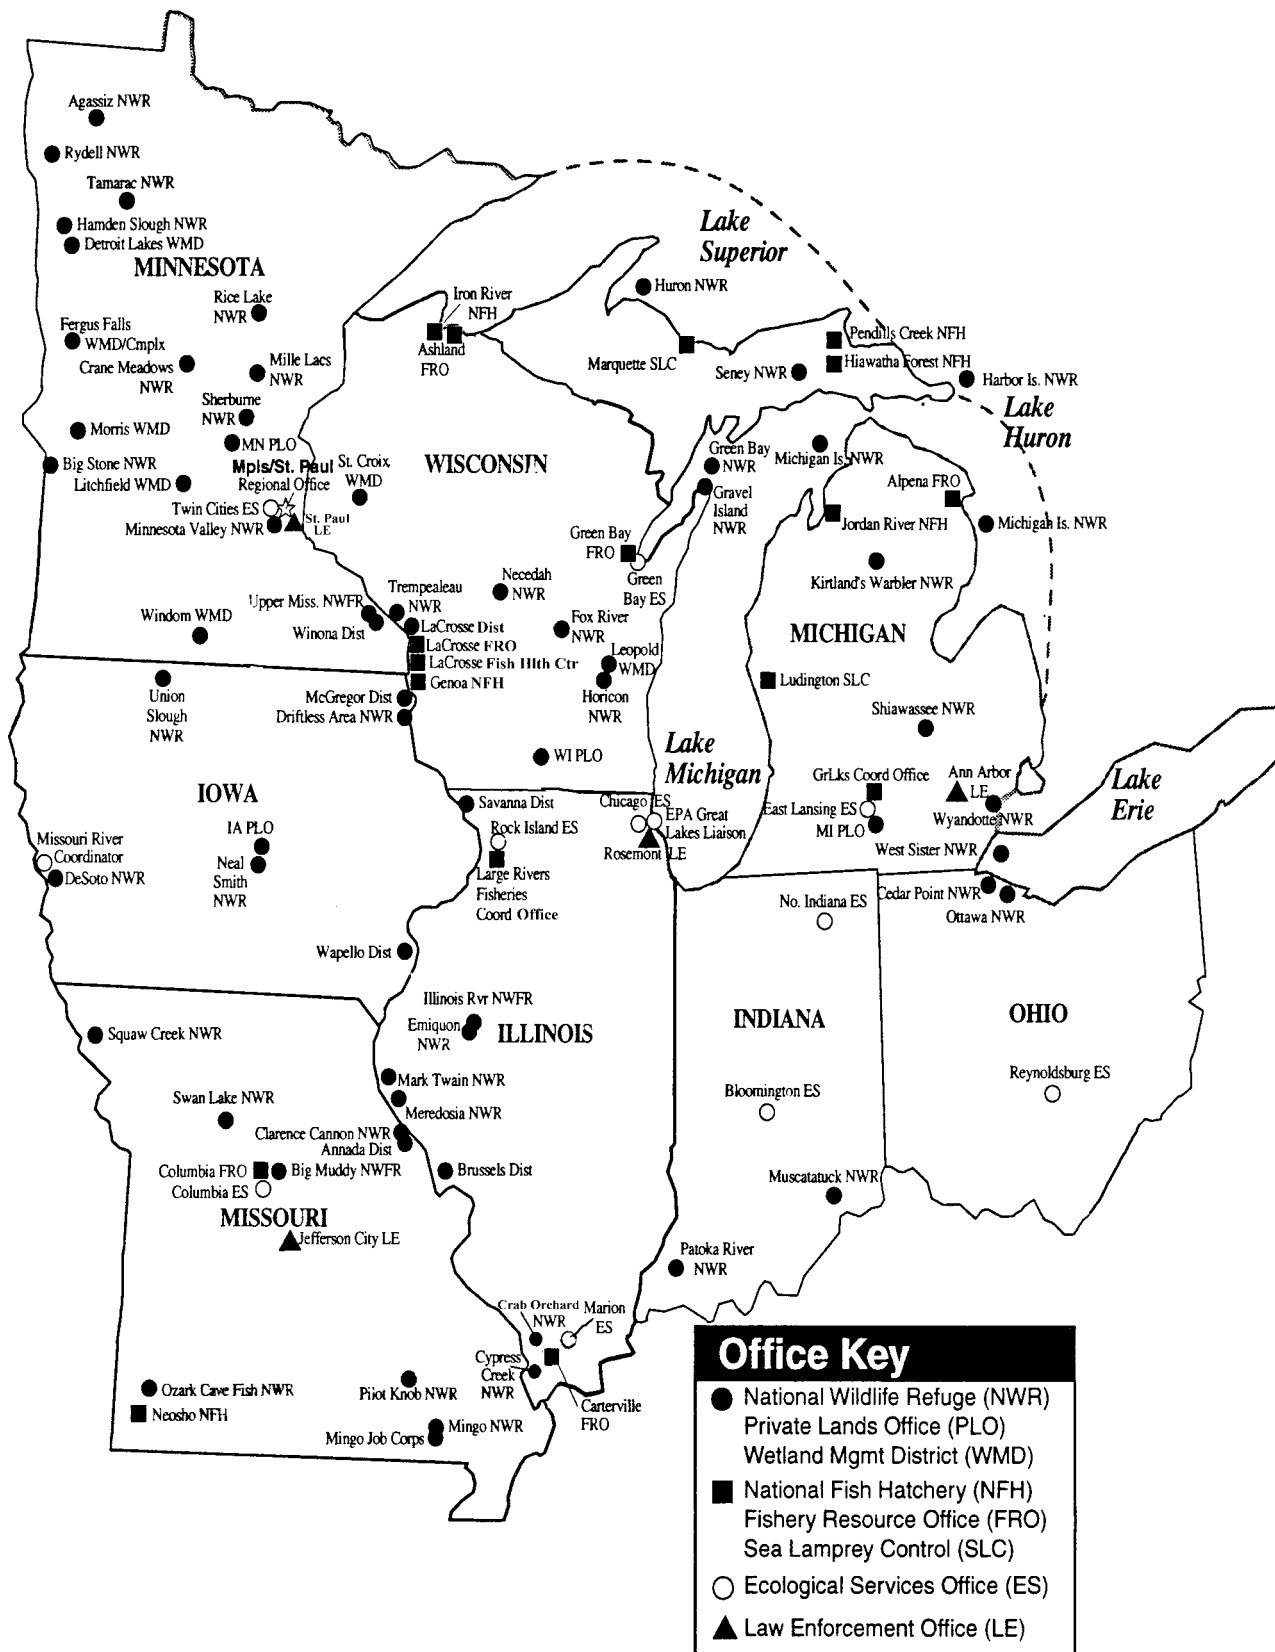 Agassiz NWR
Rydell NWR
Tamarac NWR
Hamden Slough NWR
Detroit Lakes WMD
MINNESOTA
Rice Lake
NWR
Fergus Falls
WMD/Cmplx
Crane Meadows
NWR
Mille Lacs
NWR
Sherburne
NWR
Morris WMD
MN PLO
Big Stone NWR
Litchfield WMD
Mpls/St. Paul
Regional Office
Twin Cities ES
St. Paul
LE
Minnesota Valley NWR
Windom WMD
Upper Miss. NWFR
Winona Dist
Lake
Superior
Iron River
NFH
Ashland
FRO
Huron NWR
Marquette SLC
Seney NWR
Pendills Creek NFH
Hiawatha Forest NFH
Harbor Is. NWR
Lake
Huron
WISCONSIN
St. Croix
WMD
Green Bay
NWR
Gravel
Island
NWR
Michigan Is. NWR
Alpena FRO
Jordan River NFH
Michigan Is. NWR
Kirtland's Warbler NWR
Green Bay
FRO
Green
Bay ES
Trempealeau
NWR
Necedah
NWR
Fox River
NWR
LaCrosse Dist
LaCrosse FRO
LaCrosse Fish Hlth Ctr
Genoa NFH
Leopold
WMD
Horicon
NWR
MICHIGAN
Ludington SLC
Shiawassee NWR
Union
Slough
NWR
McGregor Dist
Driftless Area NWR
WI PLO
Lake
Michigan
GrLks Coord Office
East Lansing ES
MI PLO
Ann Arbor
LE
Wyandotte NWR
Lake
Erie
West Sister NWR
Cedar Point NWR
Ottawa NWR
IOWA
IA PLO
Neal
Smith
NWR
Missouri River
Coordinator
DeSoto NWR
Savanna Dist
Rock Island ES
Large Rivers
Fisheries
Coord Office
Chicago ES
EPA Great
Lakes Liaison
Rosemont LE
No. Indiana ES
Wapello Dist
Illinois Rvr NWFR
Emiquon
NWR
ILLINOIS
INDIANA
OHIO
Squaw Creek NWR
Mark Twain NWR
Meredosia NWR
Swan Lake NWR
Clarence Cannon NWR
Annada Dist
Bloomington ES
Reynoldsburg ES
Columbia FRO
Big Muddy NWFR
Columbia ES
Brussels Dist
Muscatatuck NWR
MISSOURI
Jefferson City LE
Patoka River
NWR
Crab Orchard
NWR
Marion
ES
Cypress
Creek
NWR
Carterville
FRO
Ozark Cave Fish NWR
Neosho NFH
Pilot Knob NWR
Mingo NWR
Mingo Job Corps
Office Key
National Wildlife Refuge (NWR)
Private Lands Office (PLO)
Wetland Mgmt District (WMD)
National Fish Hatchery (NFH)
Fishery Resource Office (FRO)
Sea Lamprey Control (SLC)
Ecological Services Office (ES)
Law Enforcement Office (LE)